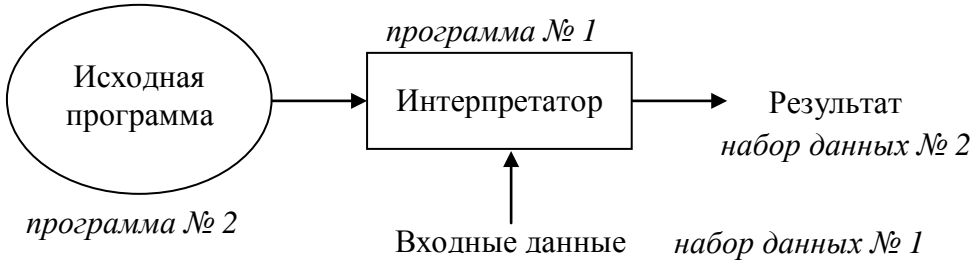 программа № 1
Исходная
программа
Интерпретатор
Результат
набор данных № 2
программа № 2
Входные данные
набор данных № 1